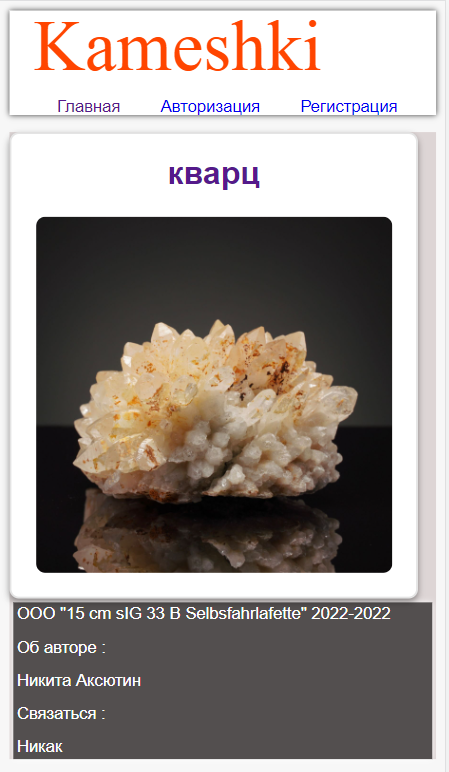 Kameshki
Главная Авторизация Регистрация
кварц
ООО "15 cm sIG 33 B Selbsfahrlafette" 2022-2022
Об авторе :
Никита Аксютин
Связаться :
Никак